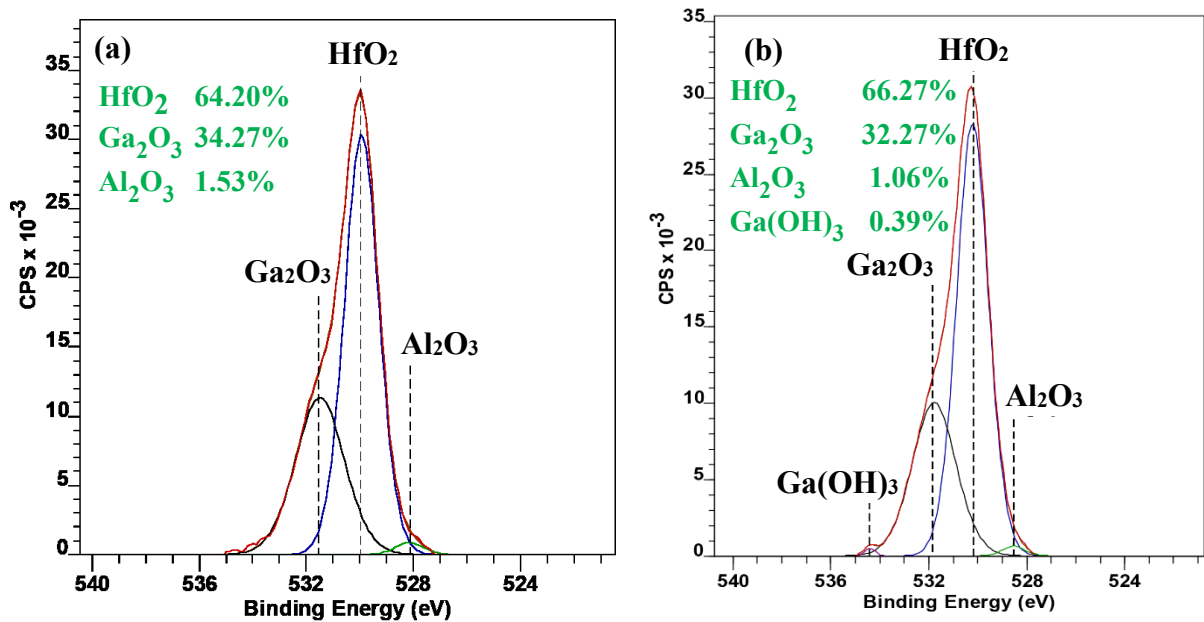 (a)
HfO₂
HfO₂ 64.20%
Ga₂O₃ 34.27%
Al₂O₃ 1.53%
Ga₂O₃
Al₂O₃
CPS x 10⁻³
35
30
25
20
15
10
5
0
540 536 532 528 524
Binding Energy (eV)
(b)
HfO₂
HfO₂ 66.27%
Ga₂O₃ 32.27%
Al₂O₃ 1.06%
Ga(OH)₃ 0.39%
Ga₂O₃
Al₂O₃
Ga(OH)₃
CPS x 10⁻³
35
30
25
20
15
10
5
0
540 536 532 528 524
Binding Energy (eV)